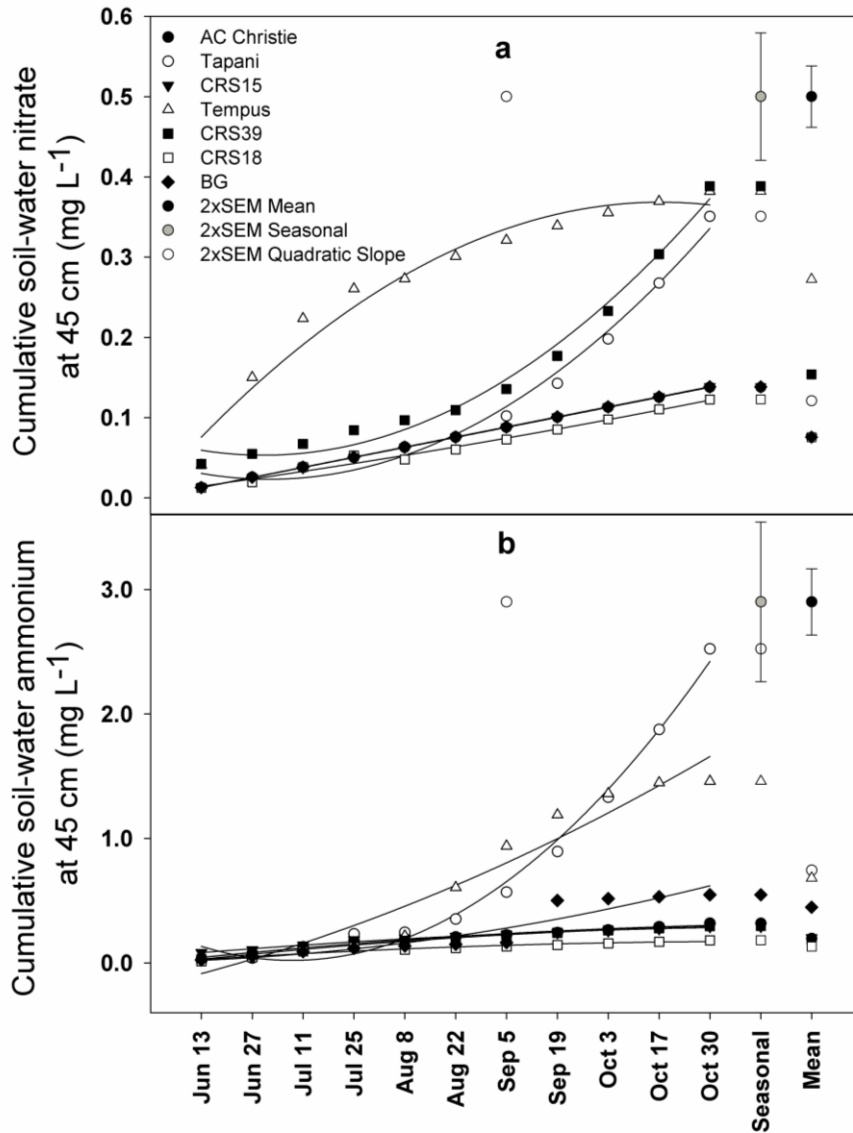 0.6
0.5
0.4
0.3
0.2
0.1
0.0
Cumulative soil-water nitrate
at 45 cm (mg L-1)
a
AC Christie
Tapani
CRS15
Tempus
CRS39
CRS18
BG
2xSEM Mean
2xSEM Seasonal
2xSEM Quadratic Slope
3.0
2.0
1.0
0.0
Cumulative soil-water ammonium
at 45 cm (mg L-1)
b
Jun 13
Jun 27
Jul 11
Jul 25
Aug 8
Aug 22
Sep 5
Sep 19
Oct 3
Oct 17
Oct 30
Seasonal
Mean